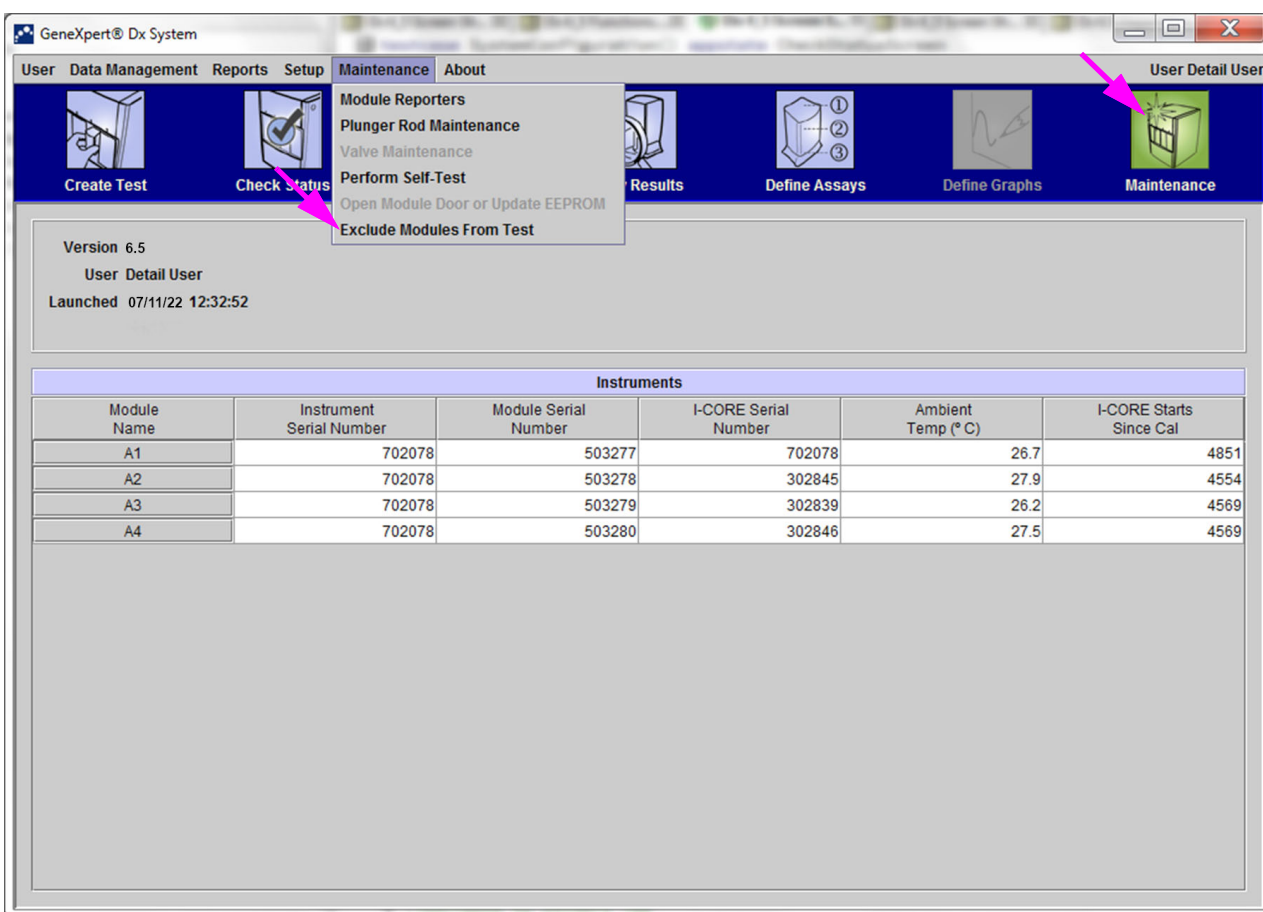 GeneXpert® Dx System
User Data Management Reports Setup Maintenance About User Detail User
Module Reporters
Plunger Rod Maintenance
Valve Maintenance
Perform Self-Test
Open Module Door or Update EEPROM
Exclude Modules From Test
Create Test Check Status Results Define Assays Define Graphs Maintenance
1
2
3
Version 6.5
User Detail User
Launched 07/11/22 12:32:52
Instruments
Module Name Instrument Serial Number Module Serial Number I-CORE Serial Number Ambient Temp (° C) I-CORE Starts Since Cal
A1 702078 503277 702078 26.7 4851
A2 702078 503278 302845 27.9 4554
A3 702078 503279 302839 26.2 4569
A4 702078 503280 302846 27.5 4569